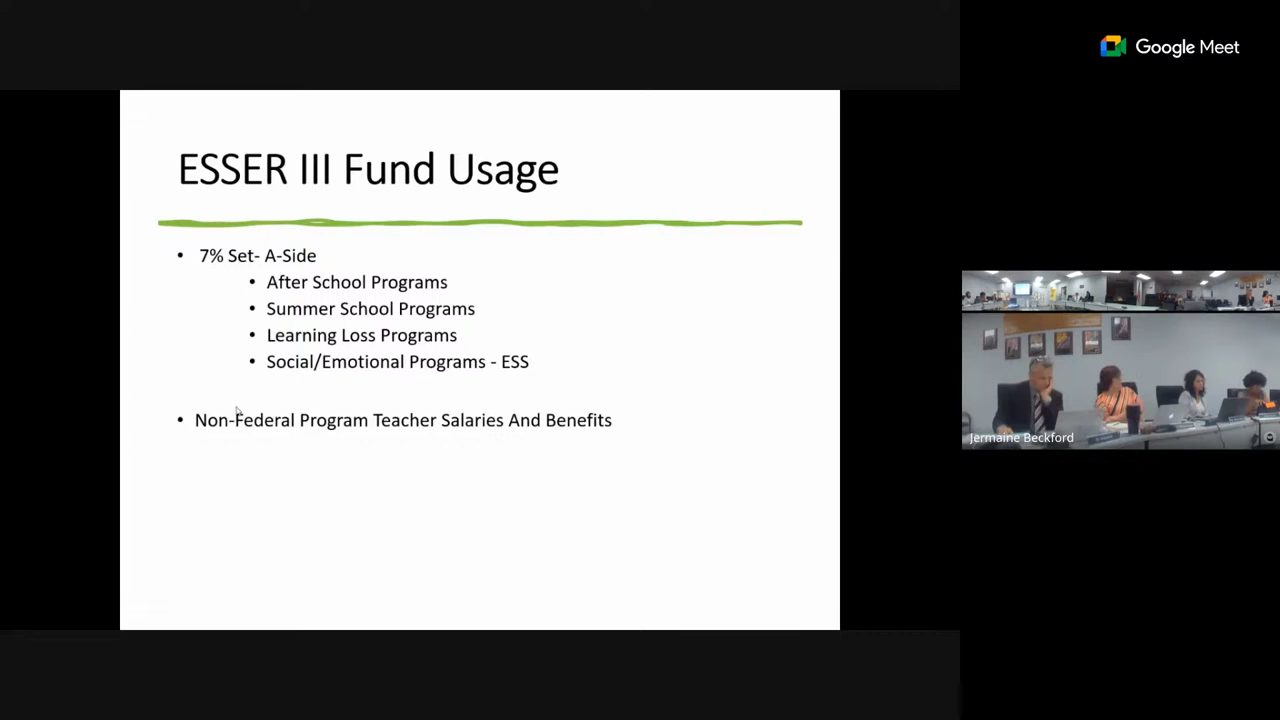 Google Meet
ESSER III Fund Usage
• 7% Set- A-Side
• After School Programs
• Summer School Programs
• Learning Loss Programs
• Social/Emotional Programs - ESS
• Non-Federal Program Teacher Salaries And Benefits
Jermaine Beckford